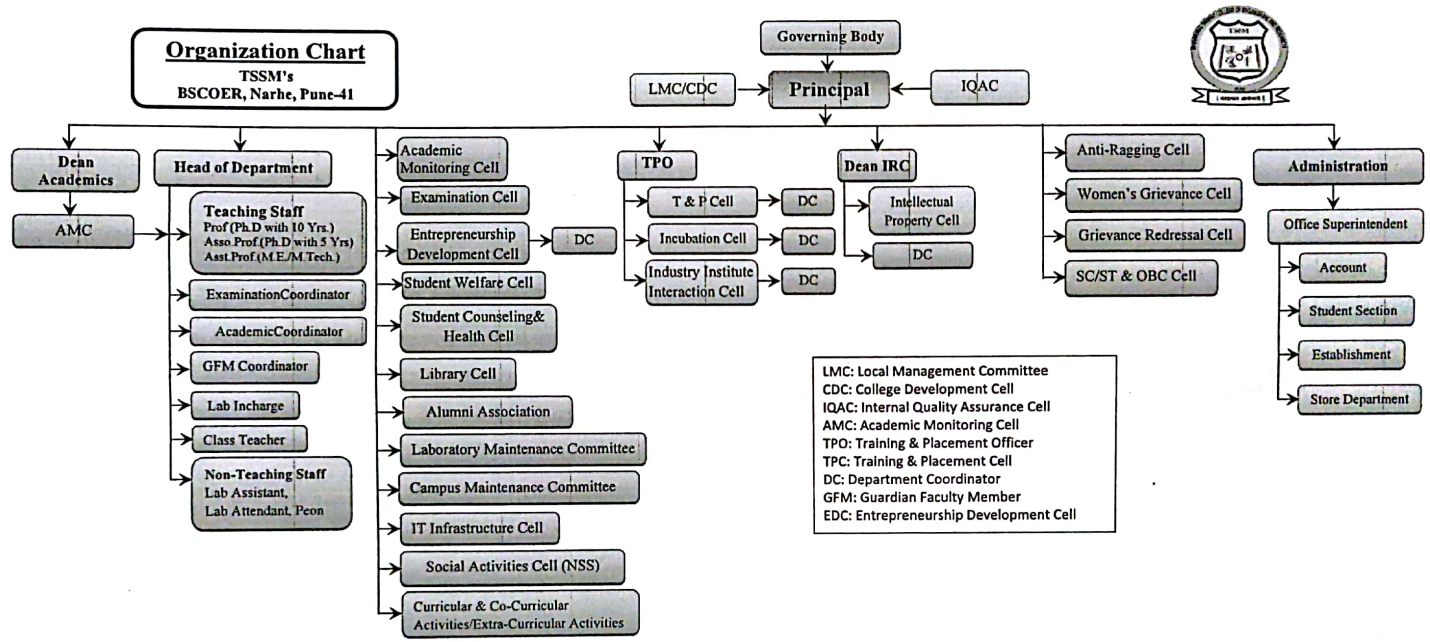 Organization Chart
TSSM's
BSCOER, Narhe, Pune-41
Governing Body
LMC/CDC
Principal
IQAC
TSSM
Dean
Academics
AMC
Head of Department
Teaching Staff
Prof (Ph.D with 10 Yrs.)
Asso.Prof.(Ph.D with 5 Yrs)
Asst.Prof.(M.E./M.Tech.)
ExaminationCoordinator
AcademicCoordinator
GFM Coordinator
Lab Incharge
Class Teacher
Non-Teaching Staff
Lab Assistant,
Lab Attendant, Peon
Academic
Monitoring Cell
Examination Cell
Entrepreneurship
Development Cell
DC
Student Welfare Cell
Student Counseling&
Health Cell
Library Cell
Alumni Association
Laboratory Maintenance Committee
Campus Maintenance Committee
IT Infrastructure Cell
Social Activities Cell (NSS)
Curricular & Co-Curricular
Activities/Extra-Curricular Activities
TPO
T & P Cell
DC
Incubation Cell
DC
Industry Institute
Interaction Cell
DC
Dean IRC
Intellectual
Property Cell
DC
Anti-Ragging Cell
Women's Grievance Cell
Grievance Redressal Cell
SC/ST & OBC Cell
Administration
Office Superintendent
Account
Student Section
Establishment
Store Department
LMC: Local Management Committee
CDC: College Development Cell
IQAC: Internal Quality Assurance Cell
AMC: Academic Monitoring Cell
TPO: Training & Placement Officer
TPC: Training & Placement Cell
DC: Department Coordinator
GFM: Guardian Faculty Member
EDC: Entrepreneurship Development Cell